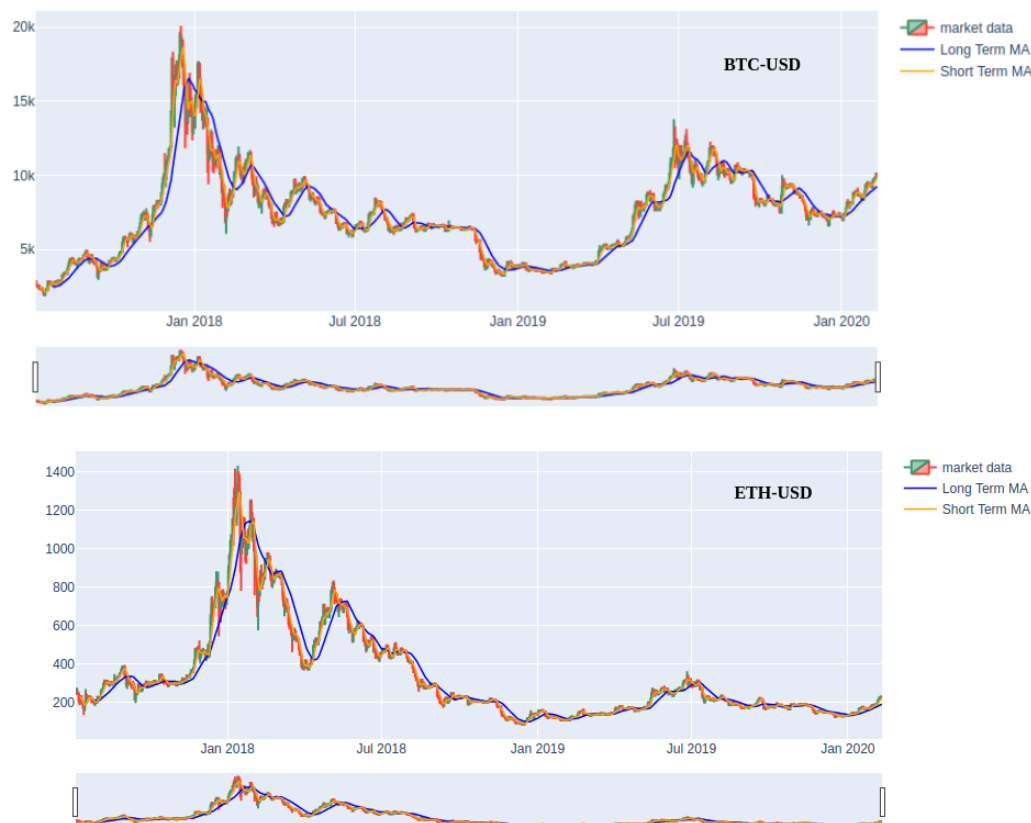 20k
market data
Long Term MA
BTC-USD
Short Term MA
15k
10k
5k
Jan 2018
Jul 2018
Jan 2019
Jul 2019
Jan 2020
1400
market data
Long Term MA
ETH-USD
Short Term MA
1200
1000
800
600
400
200
Jan 2018
Jul 2018
Jan 2019
Jul 2019
Jan 2020